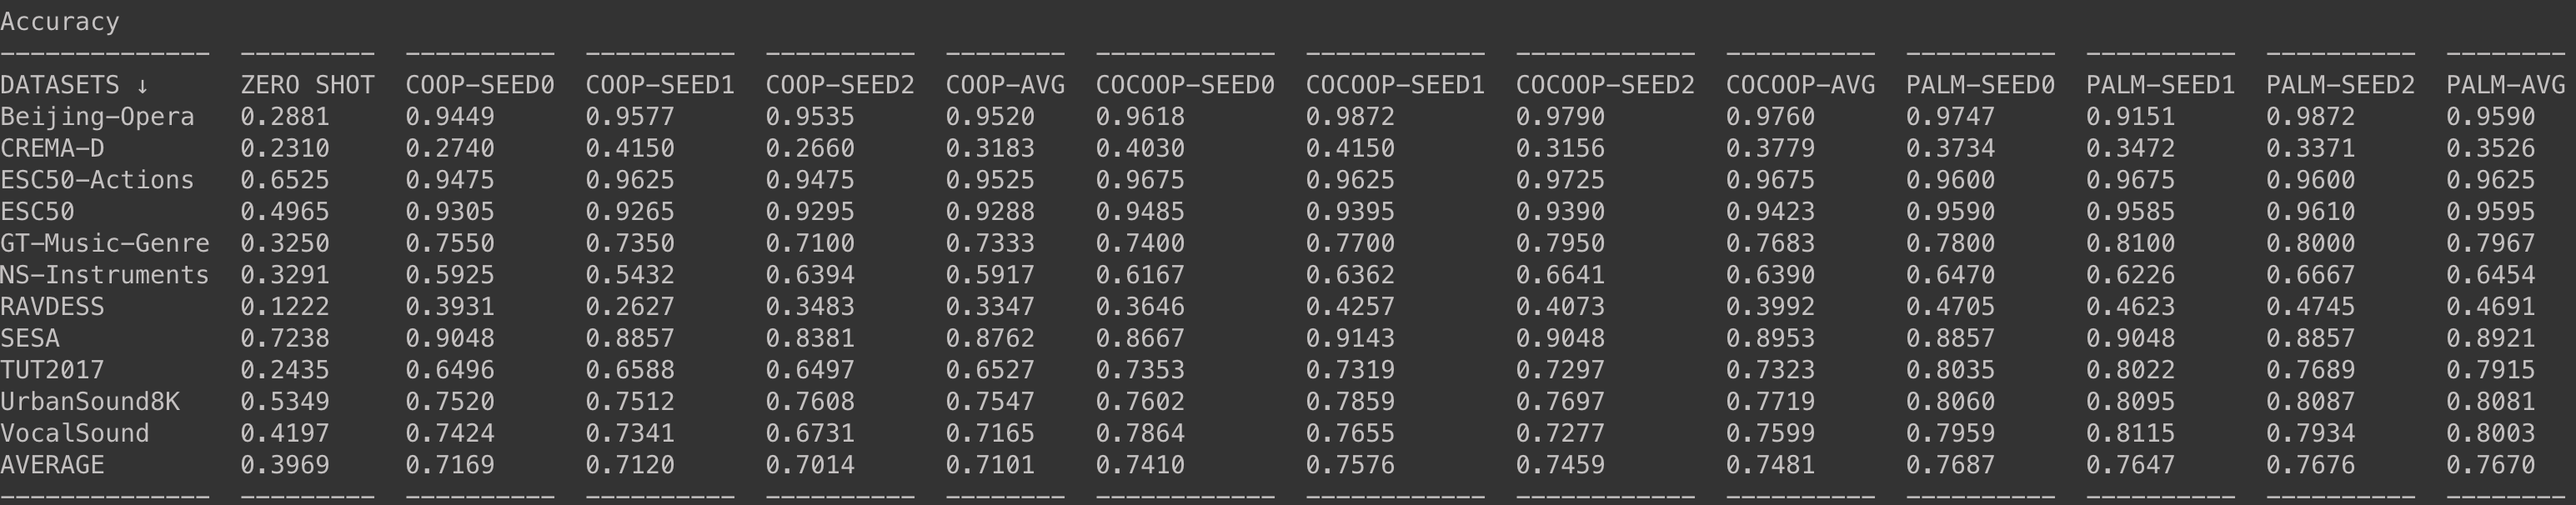 Accuracy
--------------  ---------  ----------  ----------  ----------  --------  ------------  ------------  ------------  ----------  ----------  ----------  ----------  --------
DATASETS ↓      ZERO SHOT  COOP-SEED0  COOP-SEED1  COOP-SEED2  COOP-AVG  COCOOP-SEED0  COCOOP-SEED1  COCOOP-SEED2  COCOOP-AVG  PALM-SEED0  PALM-SEED1  PALM-SEED2  PALM-AVG
Beijing-Opera   0.2881     0.9449      0.9577      0.9535      0.9520    0.9618        0.9872        0.9790        0.9760      0.9747      0.9151      0.9872      0.9590
CREMA-D         0.2310     0.2740      0.4150      0.2660      0.3183    0.4030        0.4150        0.3156        0.3779      0.3734      0.3472      0.3371      0.3526
ESC50-Actions   0.6525     0.9475      0.9625      0.9475      0.9525    0.9675        0.9625        0.9725        0.9675      0.9600      0.9675      0.9600      0.9625
ESC50           0.4965     0.9305      0.9265      0.9295      0.9288    0.9485        0.9395        0.9390        0.9423      0.9590      0.9585      0.9610      0.9595
GT-Music-Genre  0.3250     0.7550      0.7350      0.7100      0.7333    0.7400        0.7700        0.7950        0.7683      0.7800      0.8100      0.8000      0.7967
NS-Instruments  0.3291     0.5925      0.5432      0.6394      0.5917    0.6167        0.6362        0.6641        0.6390      0.6470      0.6226      0.6667      0.6454
RAVDESS         0.1222     0.3931      0.2627      0.3483      0.3347    0.3646        0.4257        0.4073        0.3992      0.4705      0.4623      0.4745      0.4691
SESA            0.7238     0.9048      0.8857      0.8381      0.8762    0.8667        0.9143        0.9048        0.8953      0.8857      0.9048      0.8857      0.8921
TUT2017         0.2435     0.6496      0.6588      0.6497      0.6527    0.7353        0.7319        0.7297        0.7323      0.8035      0.8022      0.7689      0.7915
UrbanSound8K    0.5349     0.7520      0.7512      0.7608      0.7547    0.7602        0.7859        0.7697        0.7719      0.8060      0.8095      0.8087      0.8081
VocalSound      0.4197     0.7424      0.7341      0.6731      0.7165    0.7864        0.7655        0.7277        0.7599      0.7959      0.8115      0.7934      0.8003
AVERAGE         0.3969     0.7169      0.7120      0.7014      0.7101    0.7410        0.7576        0.7459        0.7481      0.7687      0.7647      0.7676      0.7670
--------------  ---------  ----------  ----------  ----------  --------  ------------  ------------  ------------  ----------  ----------  ----------  ----------  --------